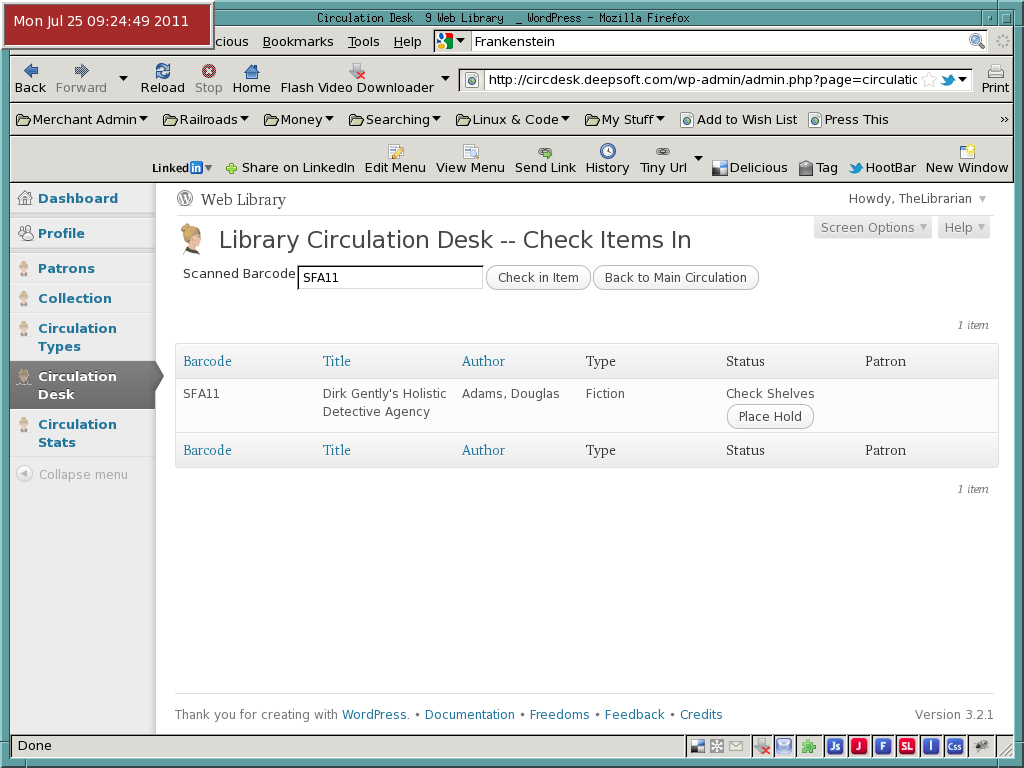 Mon Jul 25 09:24:49 2011
Circulation Desk 9 Web Library _ WordPress - Mozilla Firefox
cious Bookmarks Tools Help Frankenstein
Back Forward Reload Stop Home Flash Video Downloader http://circdesk.deepsoft.com/wp-admin/admin.php?page=circulatic Print
Merchant Admin Railroads Money Searching Linux & Code My Stuff Add to Wish List Press This »
Linked in Share on LinkedIn Edit Menu View Menu Send Link History Tiny Url Delicious Tag HootBar New Window
Dashboard
Profile
Patrons
Collection
Circulation
Types
Circulation
Desk
Circulation
Stats
Collapse menu
Web Library Howdy, TheLibrarian
Screen Options Help
Library Circulation Desk -- Check Items In
Scanned Barcode SFA11 Check in Item Back to Main Circulation
1 item
Barcode Title Author Type Status Patron
SFA11 Dirk Gently's Holistic Adams, Douglas Fiction Check Shelves
Detective Agency Place Hold
Barcode Title Author Type Status Patron
1 item
Thank you for creating with WordPress. • Documentation • Freedoms • Feedback • Credits Version 3.2.1
Done Js J F SL I Css